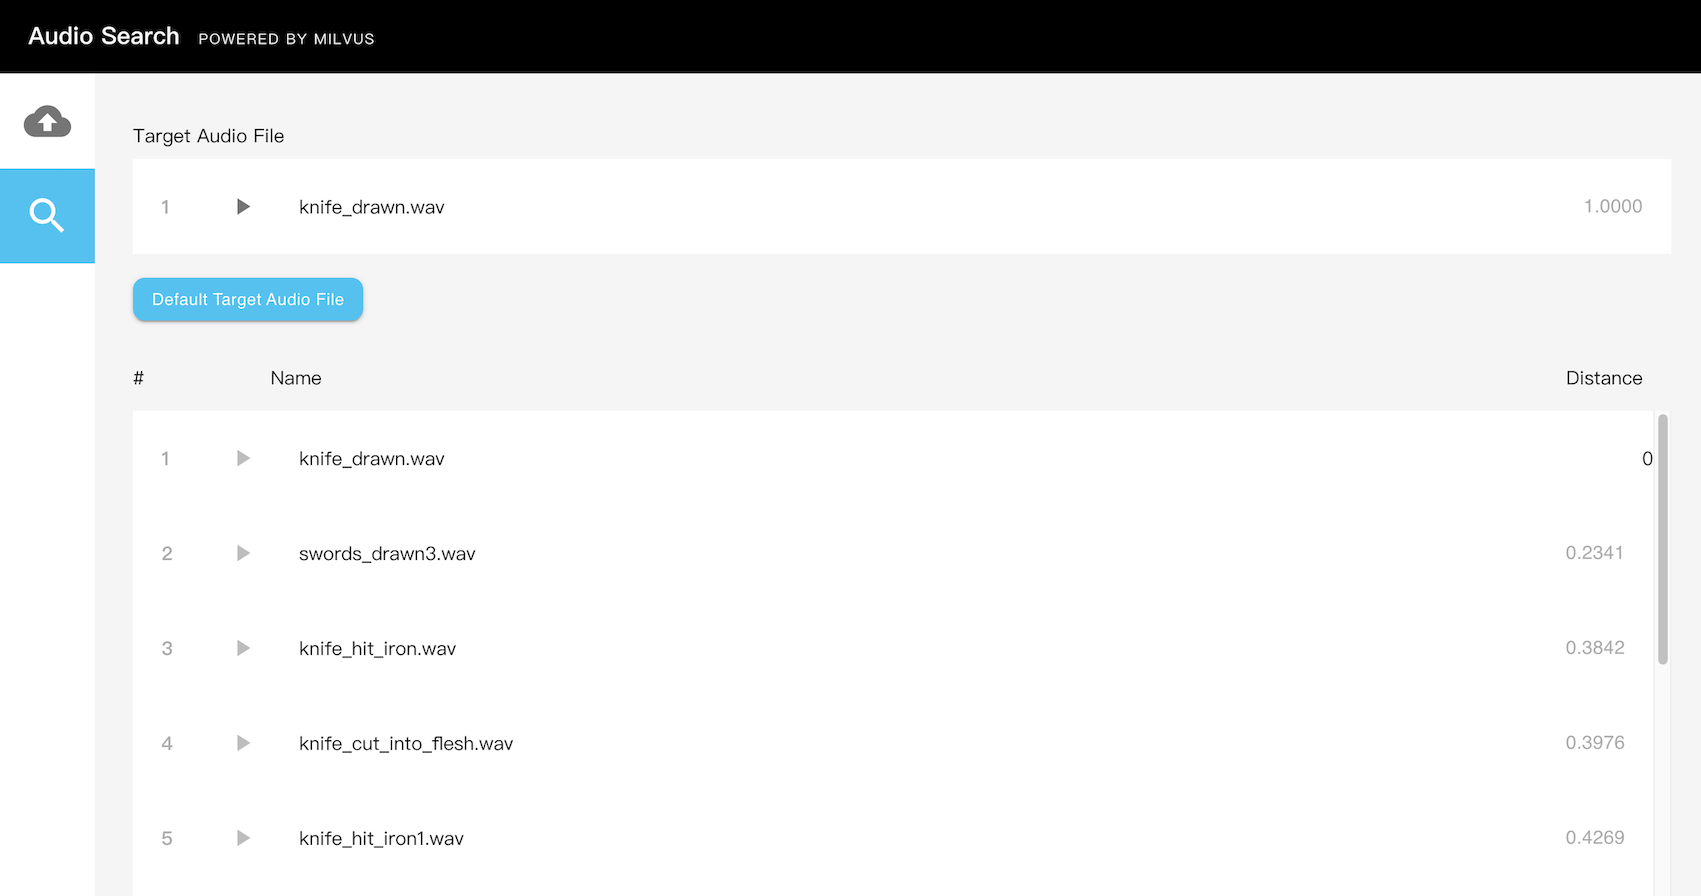 Audio Search POWERED BY MILVUS
Target Audio File
1 knife_drawn.wav 1.0000
Default Target Audio File
# Name Distance
1 knife_drawn.wav 0
2 swords_drawn3.wav 0.2341
3 knife_hit_iron.wav 0.3842
4 knife_cut_into_flesh.wav 0.3976
5 knife_hit_iron1.wav 0.4269